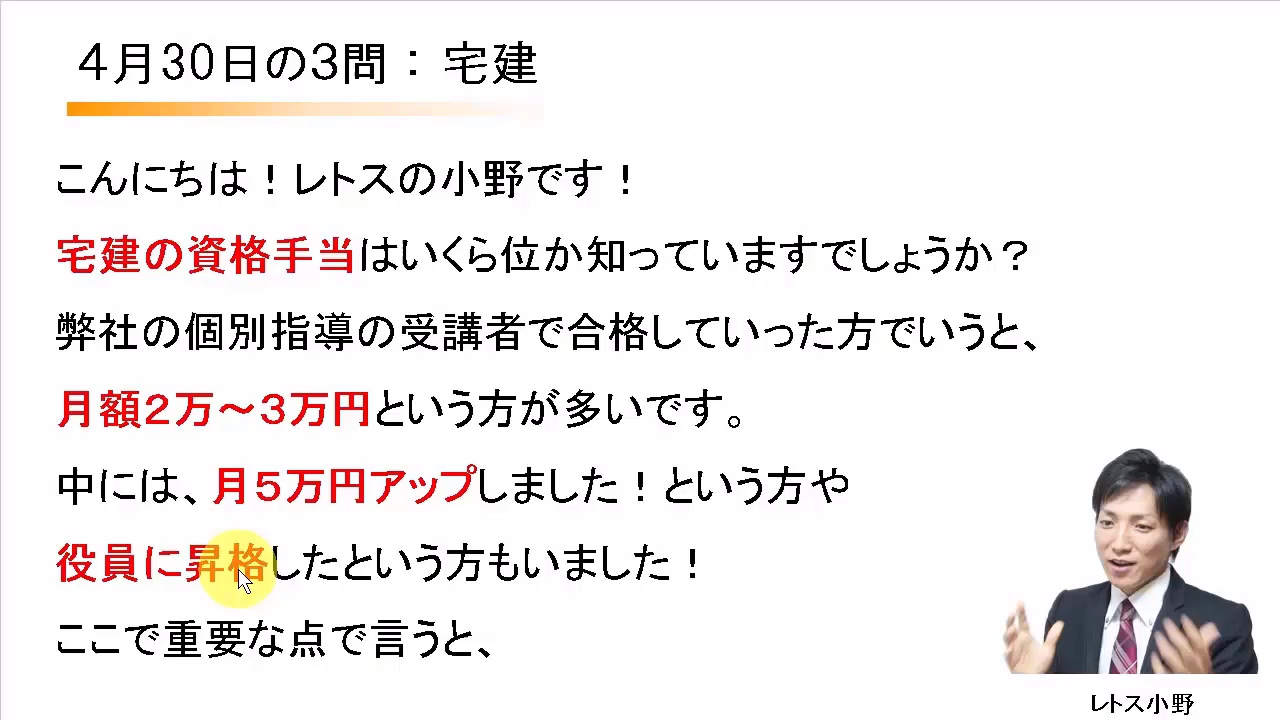 4月30日の3問：宅建
こんにちは！レトスの小野です！
宅建の資格手当はいくら位か知っていますでしょうか？
弊社の個別指導の受講者で合格していった方でいうと、
月額２万～３万円という方が多いです。
中には、月５万円アップしました！という方や
役員に昇格したという方もいました！
ここで重要な点で言うと、
レトス小野